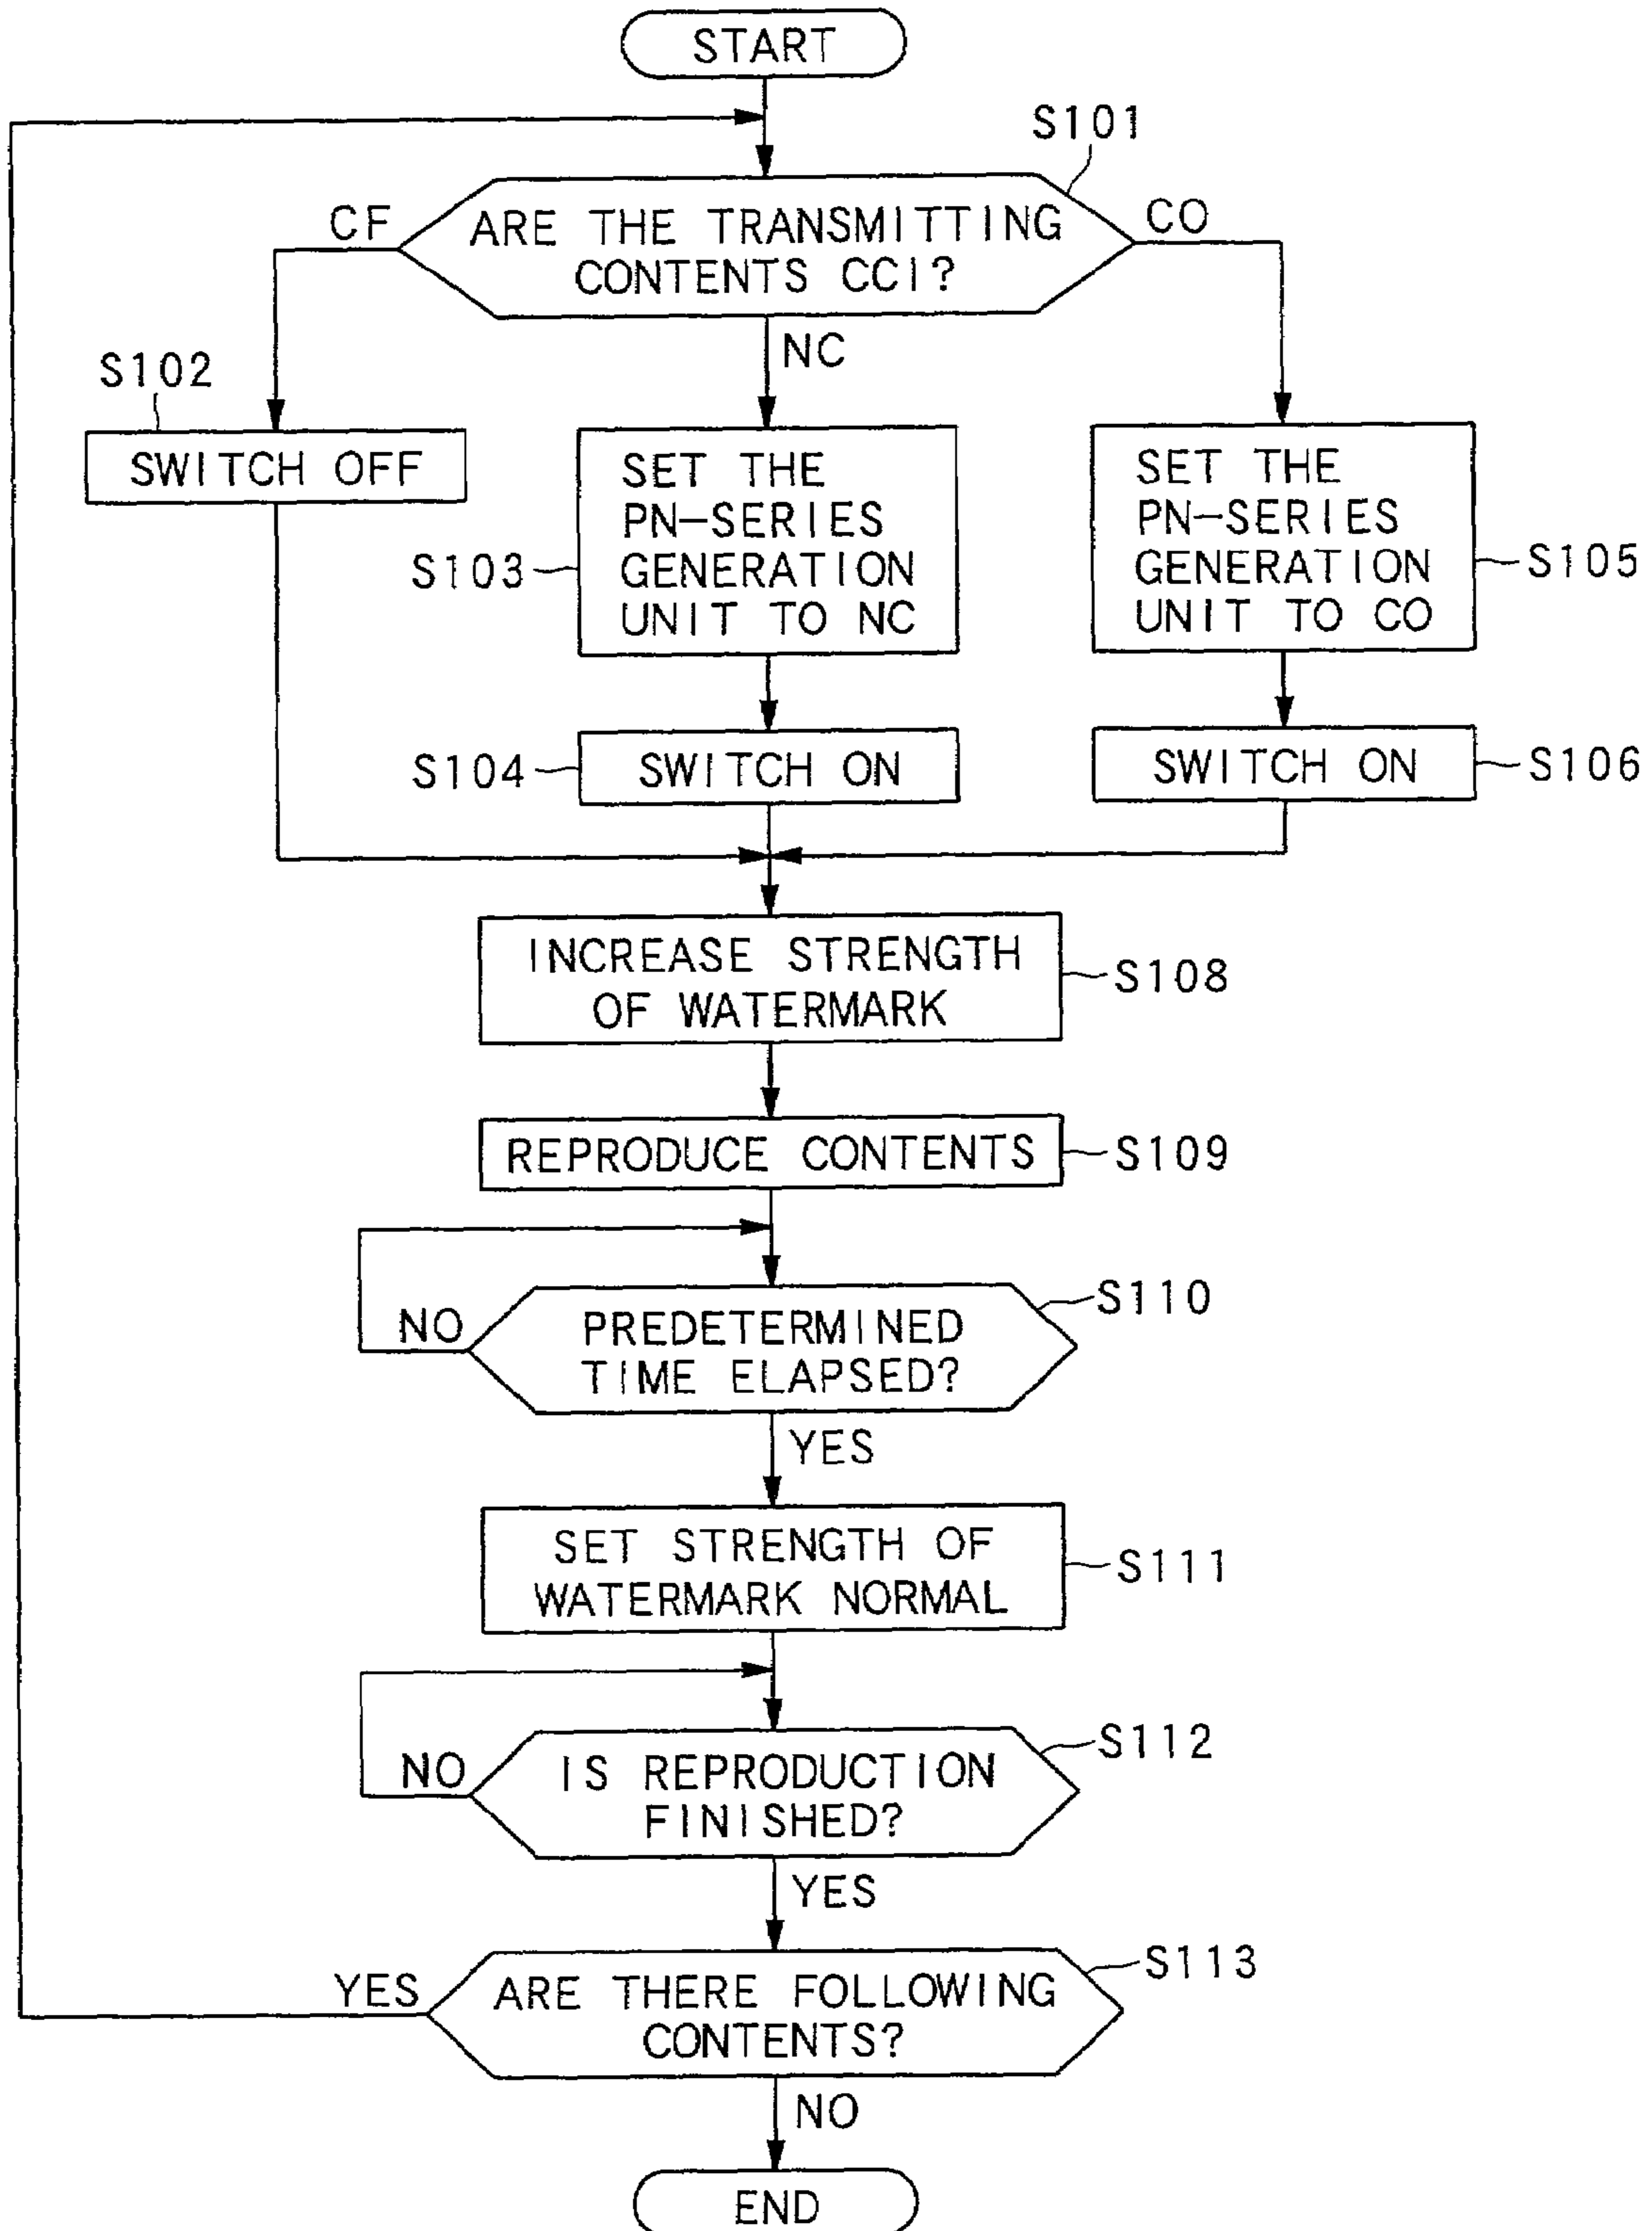 START
S101
CF
ARE THE TRANSMITTING
CONTENTS CCI?
CO
NC
S102
SWITCH OFF
S103
SET THE
PN-SERIES
GENERATION
UNIT TO NC
SET THE
PN-SERIES
GENERATION
UNIT TO CO
S105
S104
SWITCH ON
SWITCH ON
S106
INCREASE STRENGTH
OF WATERMARK
S108
REPRODUCE CONTENTS
S109
S110
NO
PREDETERMINED
TIME ELAPSED?
YES
SET STRENGTH OF
WATERMARK NORMAL
S111
S112
NO
IS REPRODUCTION
FINISHED?
YES
S113
YES
ARE THERE FOLLOWING
CONTENTS?
NO
END